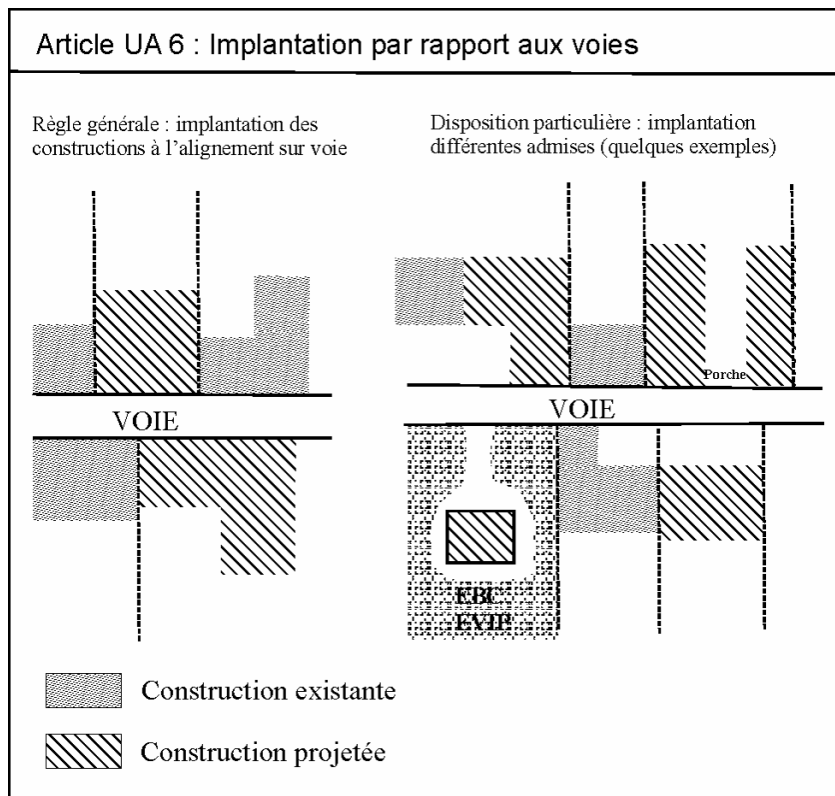 Article UA 6 : Implantation par rapport aux voies
Règle générale : implantation des
constructions à l'alignement sur voie
Disposition particulière : implantation
différentes admises (quelques exemples)
Porche
VOIE
VOIE
EBC
EVIP
Construction existante
Construction projetée